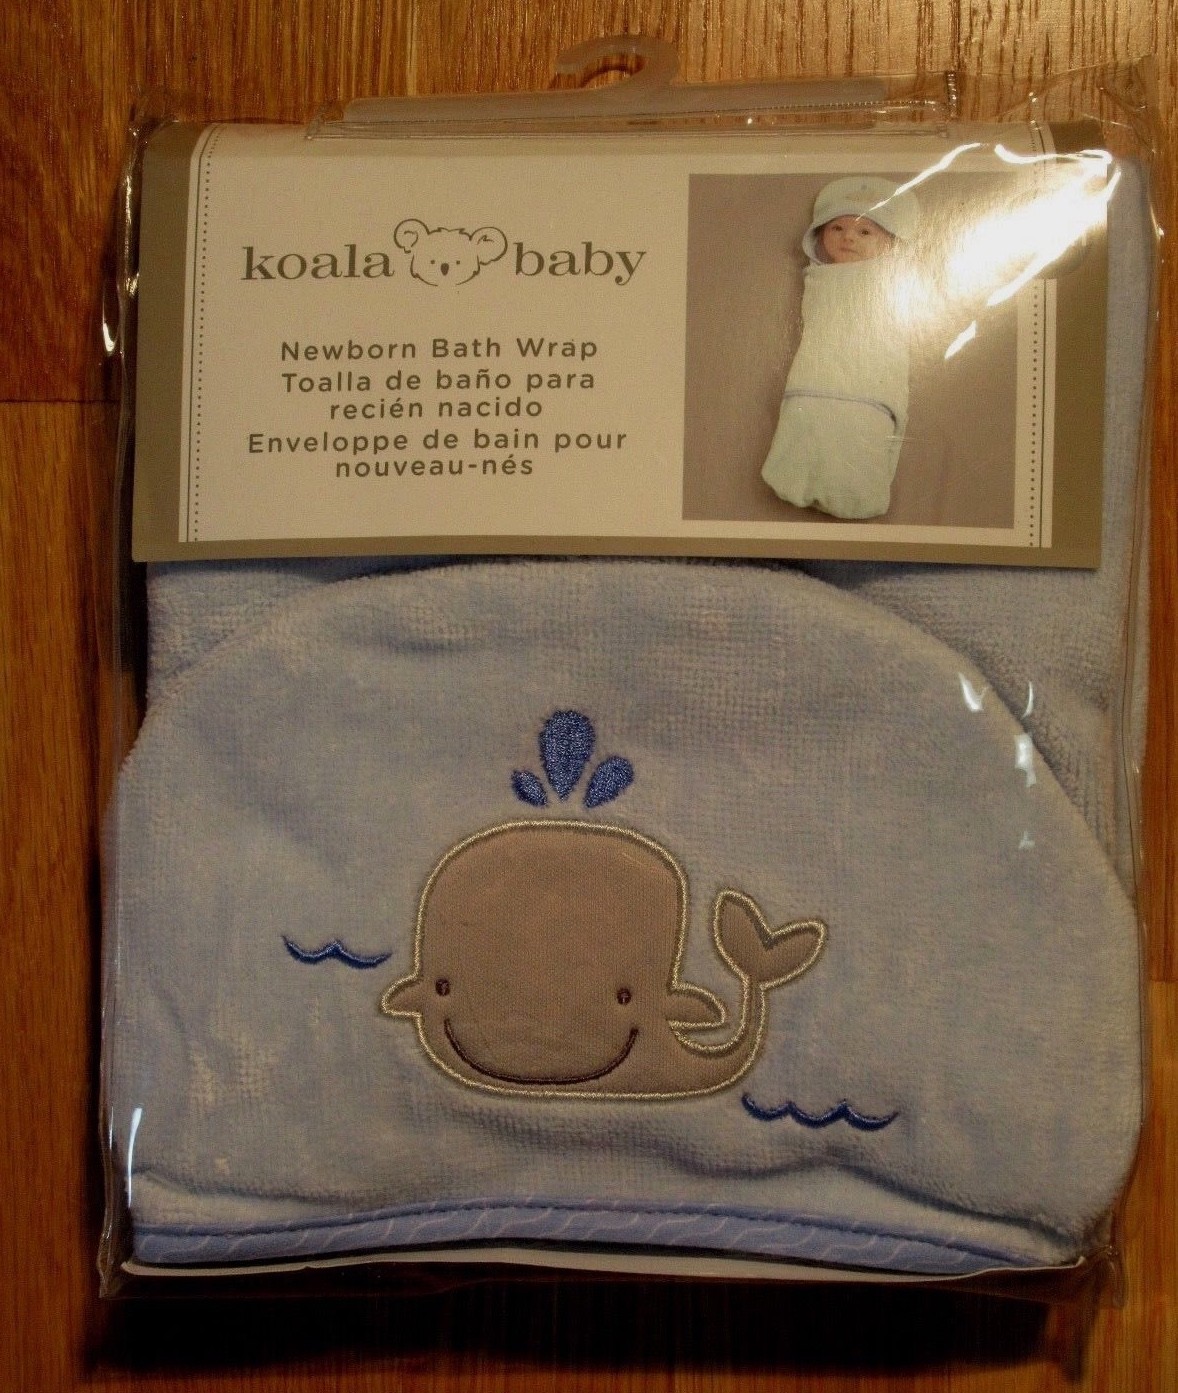 koala baby
Newborn Bath Wrap
Toalla de baño para
recién nacido
Enveloppe de bain pour
nouveau-nés